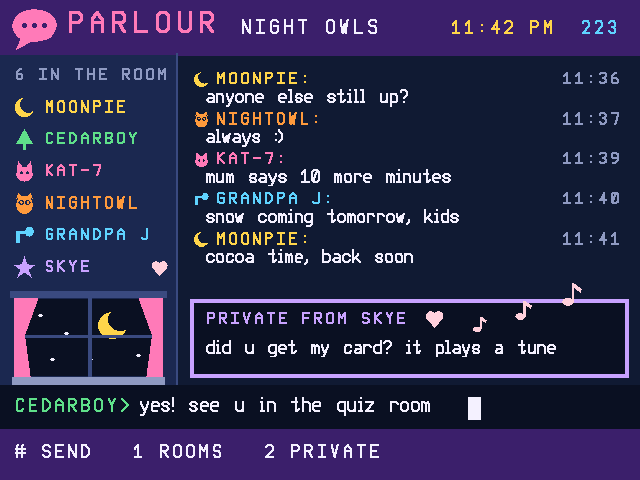 PARLOUR NIGHT OWLS 11:42 PM 223
6 IN THE ROOM
MOONPIE
CEDARBOY
KAT-7
NIGHTOWL
GRANDPA J
SKYE
MOONPIE: 11:36
anyone else still up?
NIGHTOWL: 11:37
always :)
KAT-7: 11:39
mum says 10 more minutes
GRANDPA J: 11:40
snow coming tomorrow, kids
MOONPIE: 11:41
cocoa time, back soon
PRIVATE FROM SKYE
did u get my card? it plays a tune
CEDARBOY> yes! see u in the quiz room
# SEND 1 ROOMS 2 PRIVATE